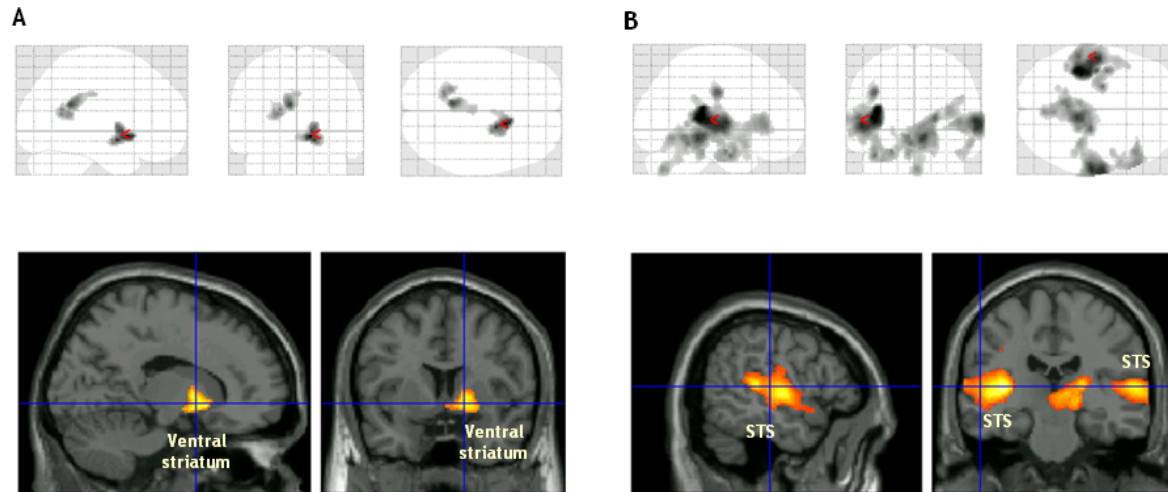 A
B
Ventral
striatum
Ventral
striatum
STS
STS
STS